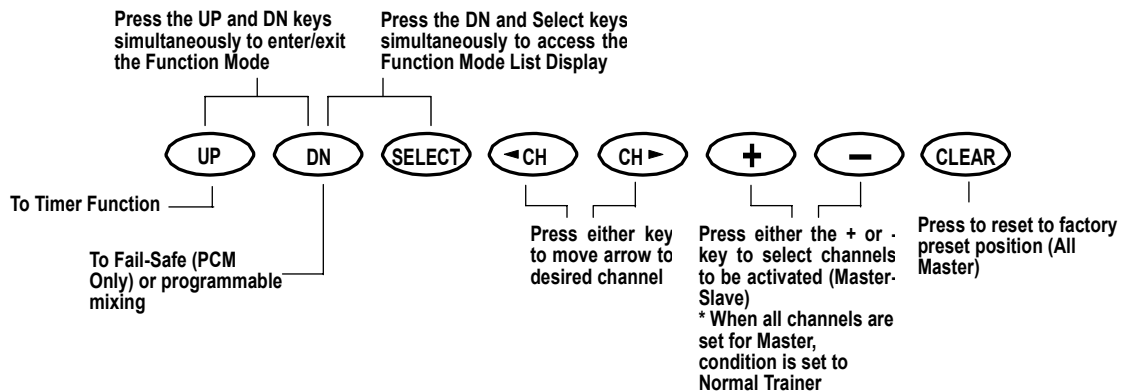 Press the UP and DN keys
simultaneously to enter/exit
the Function Mode
Press the DN and Select keys
simultaneously to access the
Function Mode List Display
UP
DN
SELECT
◄CH
CH►
+
−
CLEAR
To Timer Function
To Fail-Safe (PCM
Only) or programmable
mixing
Press either key
to move arrow to
desired channel
Press either the + or -
key to select channels
to be activated (Master-
Slave)
* When all channels are
set for Master,
condition is set to
Normal Trainer
Press to reset to factory
preset position (All
Master)